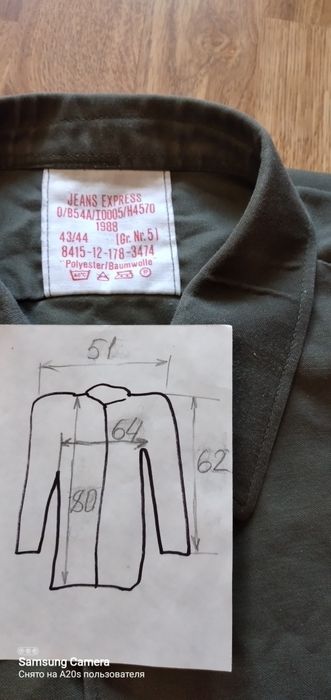 JEANS EXPRESS
O/B54A/I0005/H4570
1988
43/44 [Gr. Nr. 5]
8415-12-178-3474
Polyester/Baumwolle
51
64
62
80
Samsung Camera
Снято на A20s пользователя